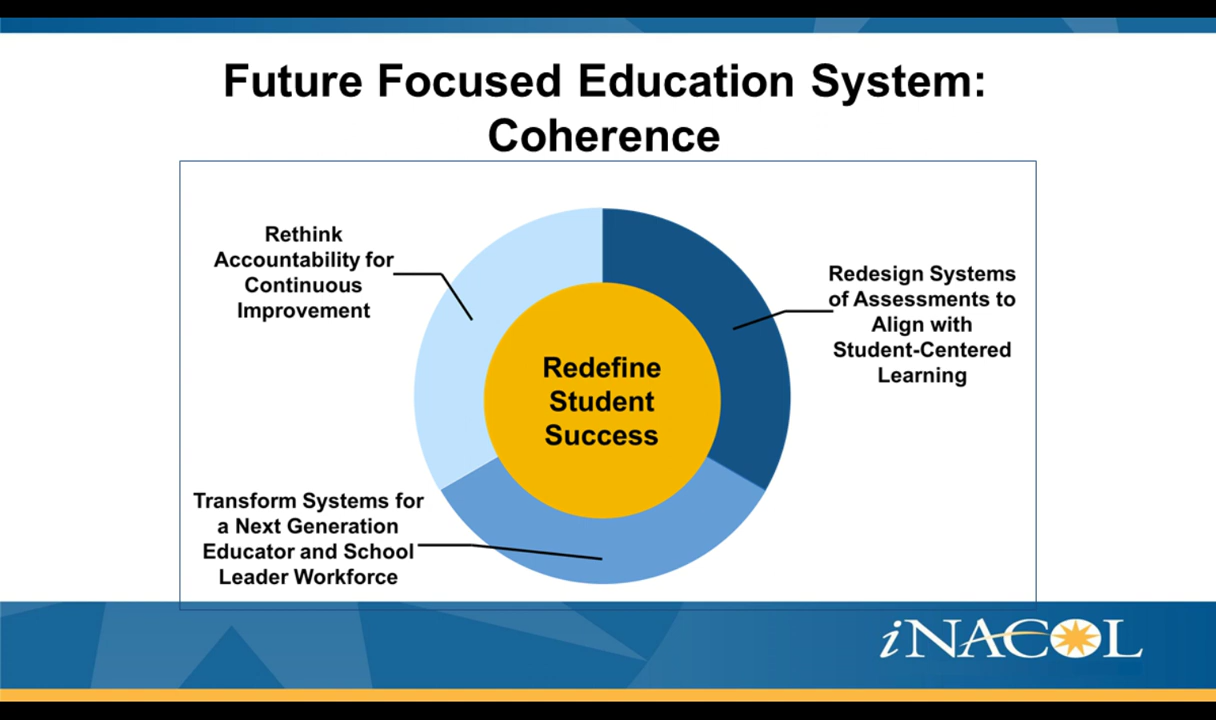 Future Focused Education System:
Coherence
Rethink
Accountability for
Continuous
Improvement
Redesign Systems
of Assessments to
Align with
Student-Centered
Learning
Redefine
Student
Success
Transform Systems for
a Next Generation
Educator and School
Leader Workforce
iNACOL